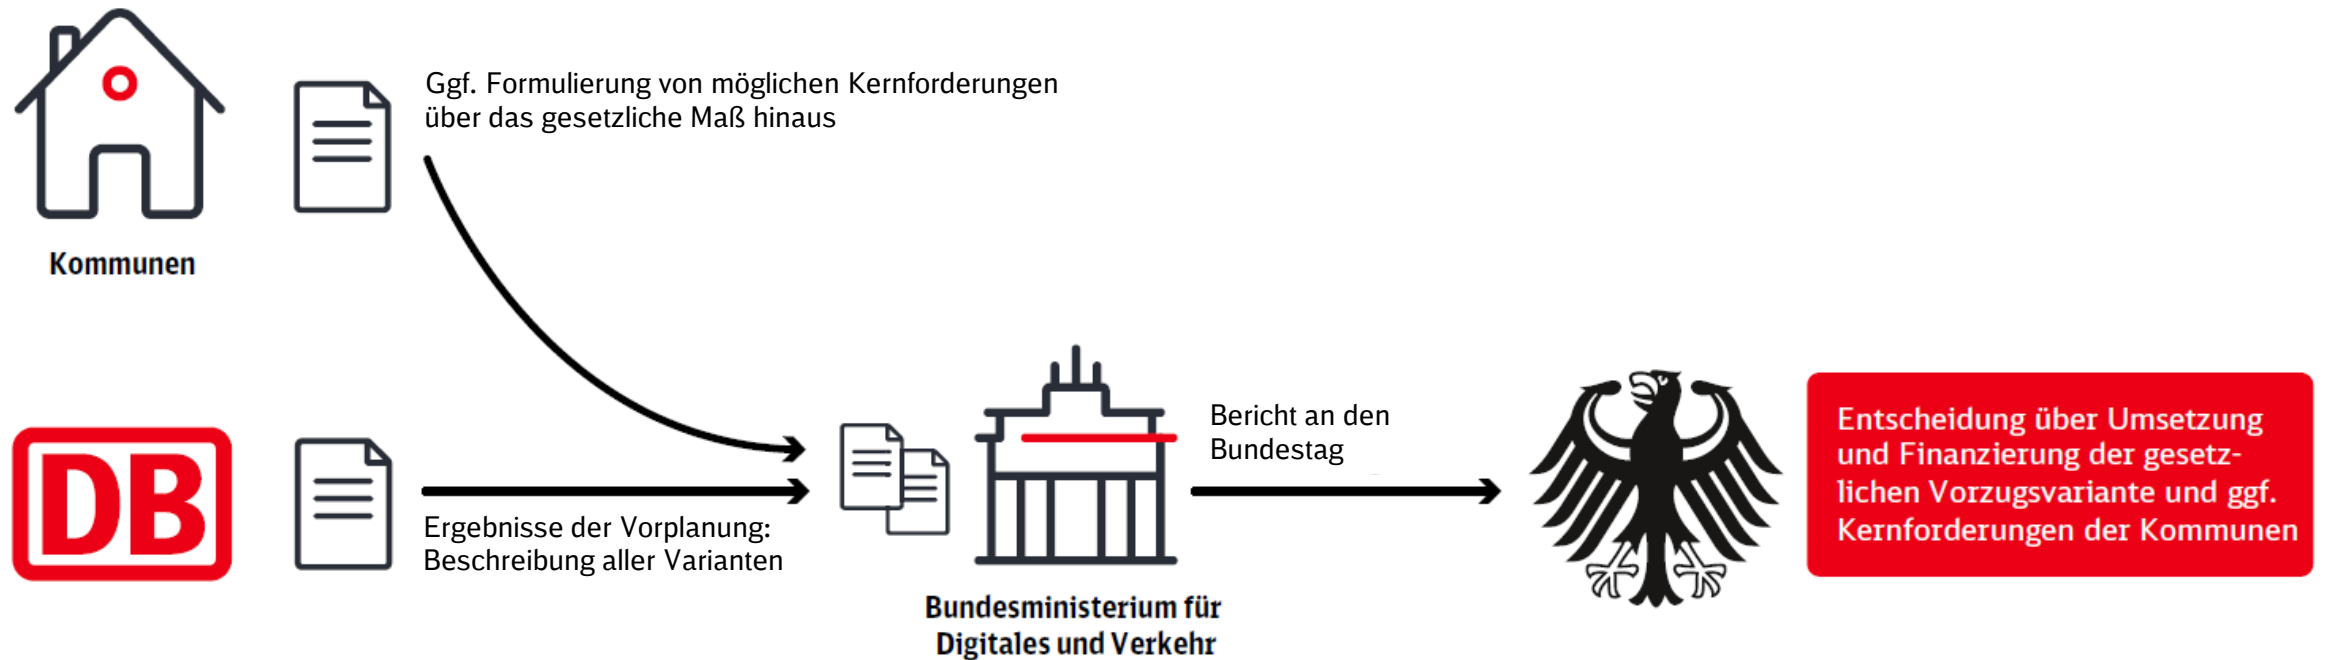 Ggf. Formulierung von möglichen Kernforderungen
über das gesetzliche Maß hinaus
Kommunen
DB
Ergebnisse der Vorplanung:
Beschreibung aller Varianten
Bundesministerium für
Digitales und Verkehr
Bericht an den
Bundestag
Entscheidung über Umsetzung
und Finanzierung der gesetz-
lichen Vorzugsvariante und ggf.
Kernforderungen der Kommunen